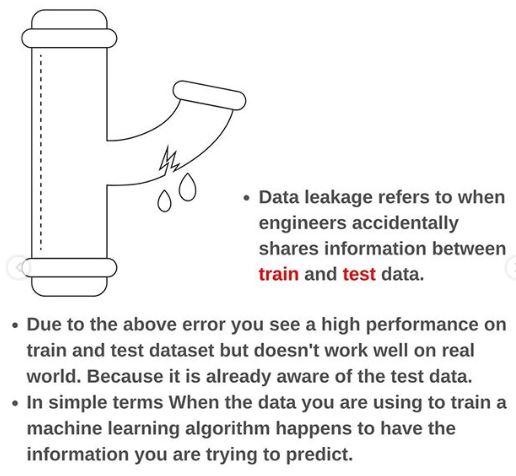 • Data leakage refers to when
engineers accidentally
shares information between
train and test data.
• Due to the above error you see a high performance on
train and test dataset but doesn't work well on real
world. Because it is already aware of the test data.
• In simple terms When the data you are using to train a
machine learning algorithm happens to have the
information you are trying to predict.